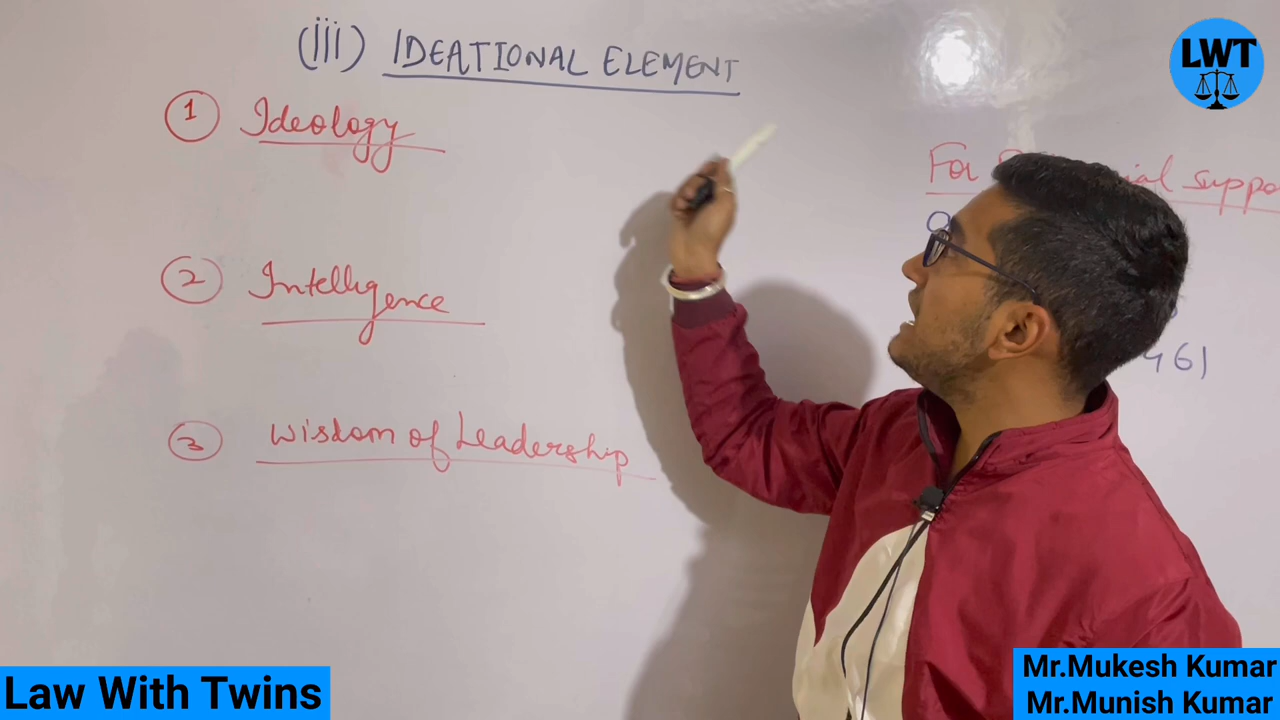 (iii) IDEATIONAL ELEMENT
LWT
1 Ideology
For ial suppo
2 Intelligence
461
3 Wisdom of Leadership
Law With Twins
Mr.Mukesh Kumar
Mr.Munish Kumar